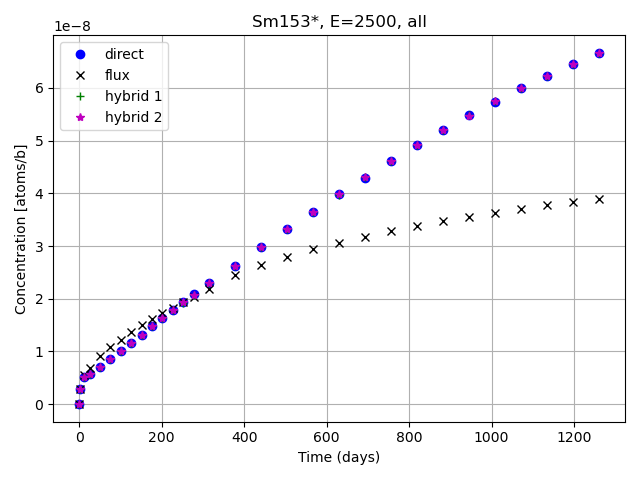 Sm153*, E=2500, all
1e−8
direct
flux
hybrid 1
hybrid 2
6
5
4
3
2
1
0
Concentration [atoms/b]
0 200 400 600 800 1000 1200
Time (days)